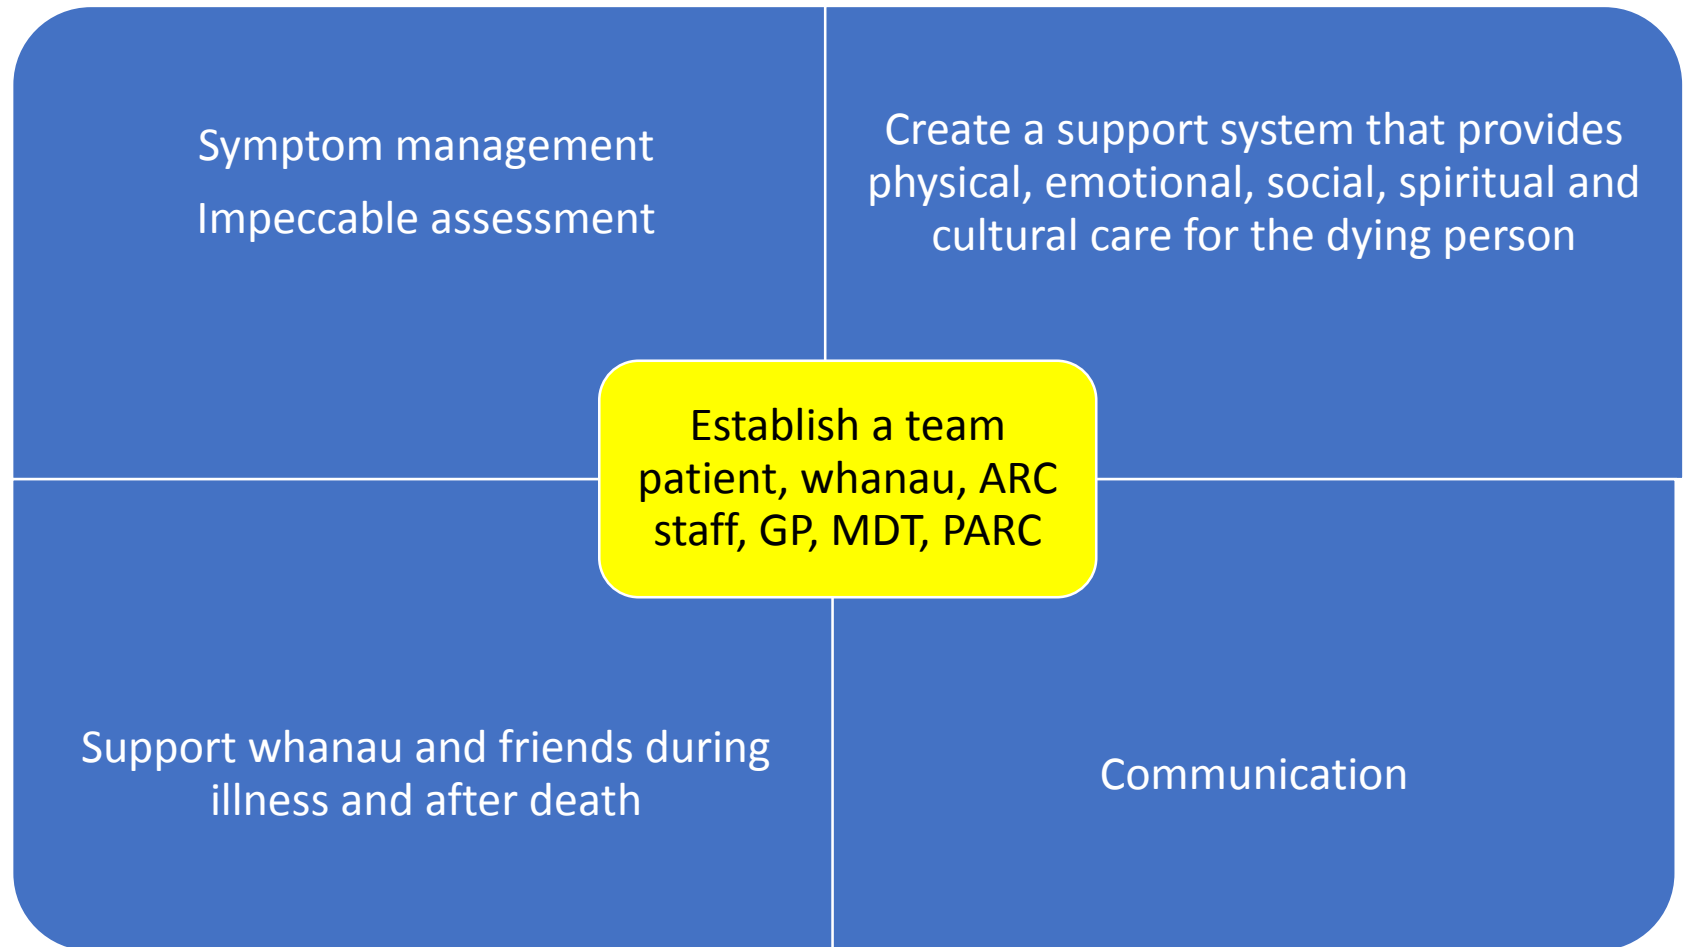 Symptom management
Impeccable assessment
Create a support system that provides
physical, emotional, social, spiritual and
cultural care for the dying person
Establish a team
patient, whanau, ARC
staff, GP, MDT, PARC
Support whanau and friends during
illness and after death
Communication